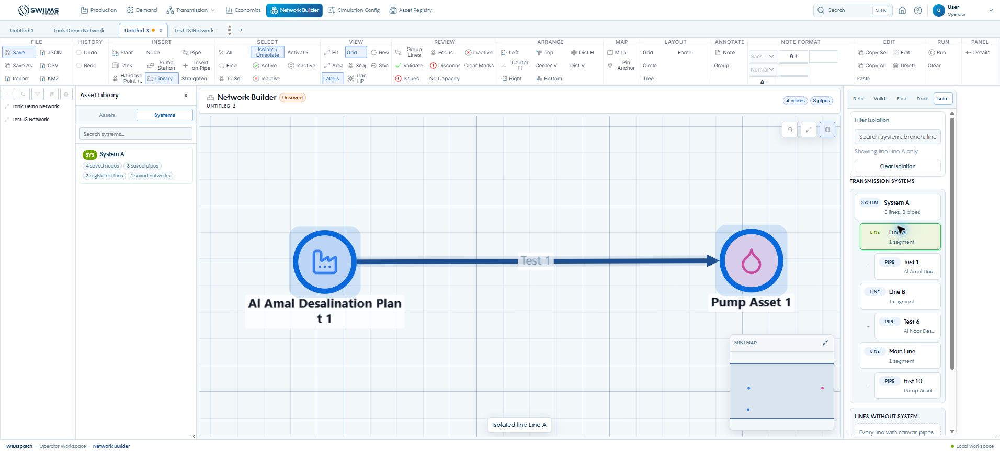 SWIIMS
WIDispatch
Production
Demand
Transmission
Economics
Network Builder
Simulation Config
Asset Registry
Search
Ctrl K
U
User
Operator
Untitled 1
Tank Demo Network
Untitled 3
×
Test TS Network
+
FILE
HISTORY
INSERT
SELECT
VIEW
REVIEW
ARRANGE
MAP
LAYOUT
ANNOTATE
NOTE FORMAT
EDIT
RUN
PANEL
Save
JSON
Save As
CSV
Import
KMZ
Undo
Redo
Plant
Node
Pipe
Tank
Pump
Station
Insert
on Pipe
Handove
Point /..
Library
Straighten
All
Isolate /
Unisolate
Activate
Find
Active
Inactive
To Sel
Inactive
Fit
Grid
Rese
Area
Snap
Shor
Labels
Trac
HP
Group
Lines
Focus
Inactive
Validate
Disconne
Clear Marks
Issues
No Capacity
Left
Top
Dist H
Center
H
Center V
Dist V
Right
Bottom
Map
Pin
Anchor
Grid
Force
Circle
Tree
Note
Group
Sans
A+
Normal
A-
Copy Sel
Edit
Copy All
Delete
Paste
Run
Clear
Details
Tank Demo Network
Test TS Network
Asset Library
×
Assets
Systems
Search systems...
SYS
System A
4 saved nodes
3 saved pipes
3 registered lines
1 saved networks
Network Builder
Unsaved
UNTITLED 3
4 nodes
3 pipes
Test 1
Al Amal Desalination Plan
t 1
Pump Asset 1
MINI MAP
Isolated line Line A.
Deta...
Valid...
Find
Trace
Isola...
Filter Isolation
Search system, branch, line
Showing line Line A only
Clear Isolation
TRANSMISSION SYSTEMS
SYSTEM
System A
3 lines, 3 pipes
LINE
Line A
1 segment
PIPE
Test 1
Al Amal Des...
LINE
Line B
1 segment
PIPE
Test 6
Al Noor Des...
LINE
Main Line
1 segment
PIPE
test 10
Pump Asset ...
LINES WITHOUT SYSTEM
Every line with canvas pipes
WIDispatch · Operator Workspace · Network Builder
Local workspace